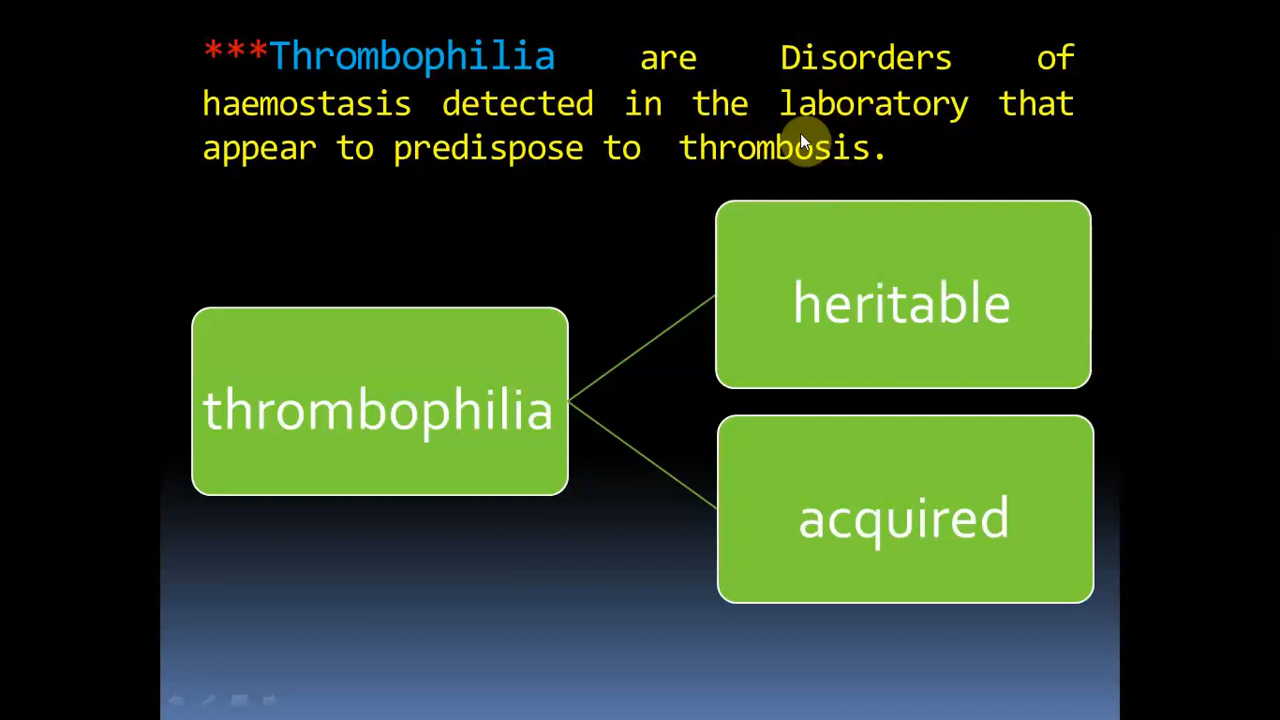 ***Thrombophilia are Disorders of
haemostasis detected in the laboratory that
appear to predispose to thrombosis.
heritable
thrombophilia
acquired